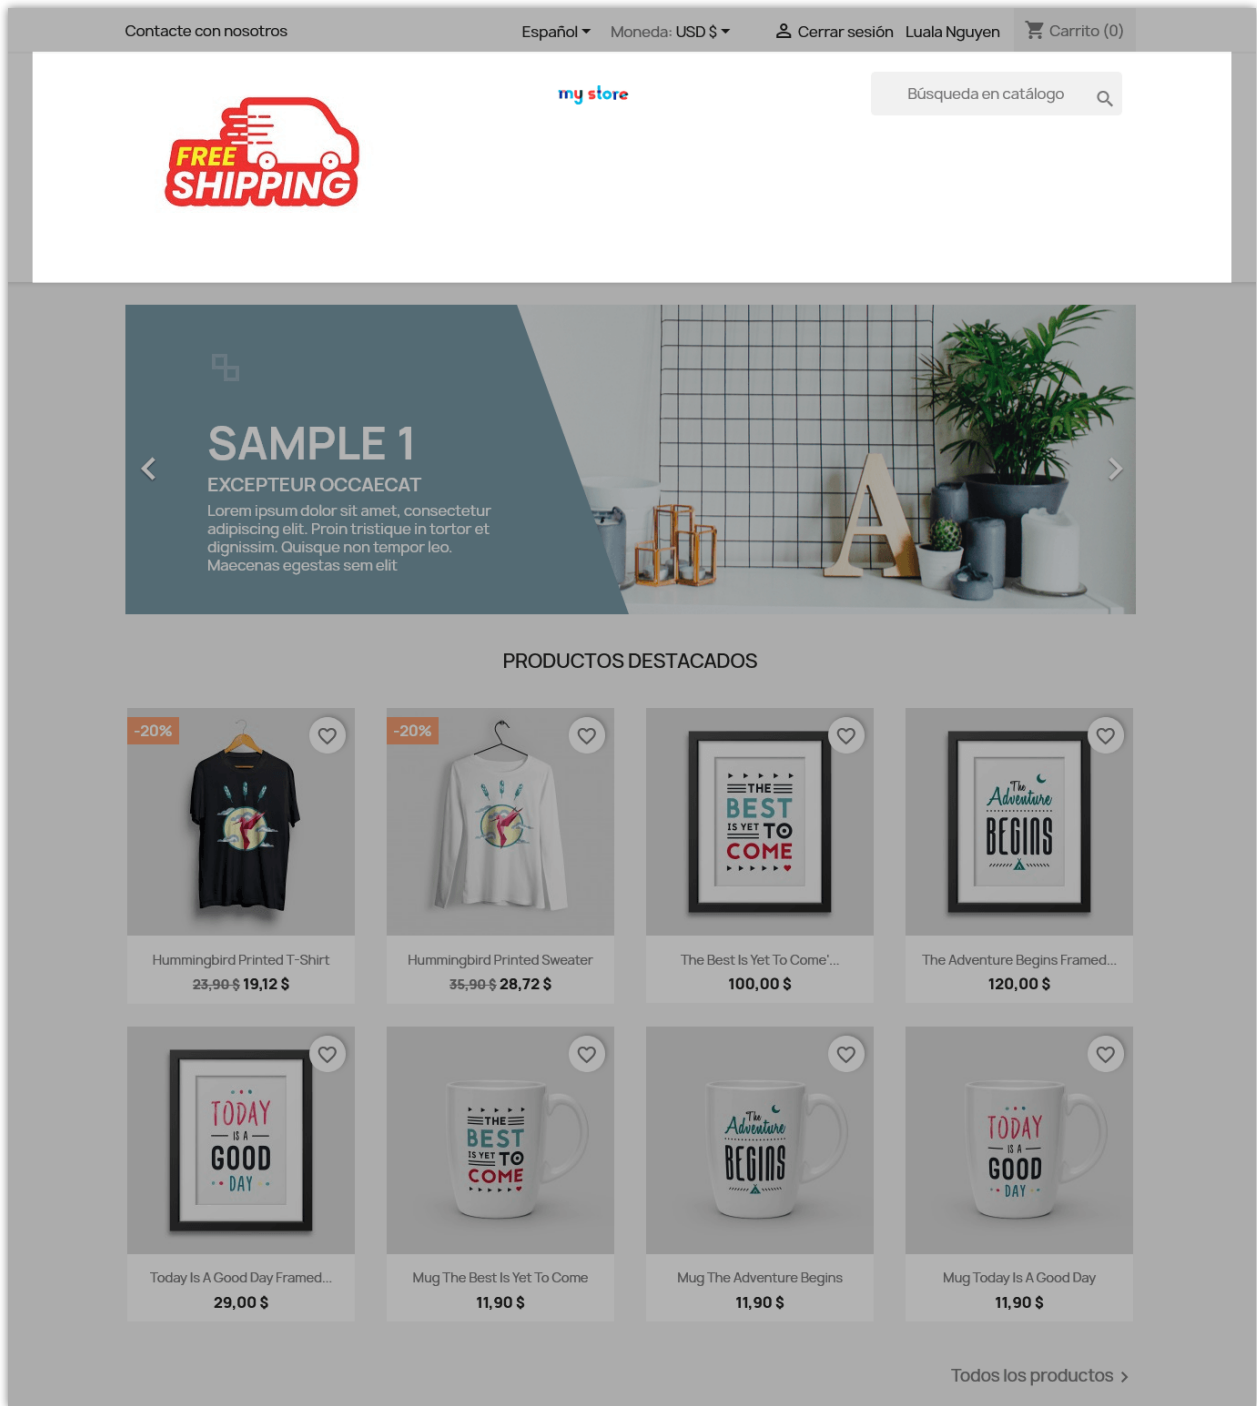 Contacte con nosotros
Español
Moneda: USD $
Cerrar sesión
Luala Nguyen
Carrito (0)
FREE
SHIPPING
my store
Búsqueda en catálogo
SAMPLE 1
EXCEPTEUR OCCAECAT
Lorem ipsum dolor sit amet, consectetur
adipiscing elit. Proin tristique in tortor et
dignissim. Quisque non tempor leo.
Maecenas egestas sem elit
A
PRODUCTOS DESTACADOS
-20%
Hummingbird Printed T-Shirt
23,90 $ 19,12 $
-20%
Hummingbird Printed Sweater
35,90 $ 28,72 $
THE
BEST
IS YET TO
COME
The Best Is Yet To Come'...
100,00 $
The
Adventure
BEGINS
The Adventure Begins Framed...
120,00 $
TODAY
IS A
GOOD
DAY
Today Is A Good Day Framed...
29,00 $
THE
BEST
IS YET TO
COME
Mug The Best Is Yet To Come
11,90 $
The
Adventure
BEGINS
Mug The Adventure Begins
11,90 $
TODAY
IS A
GOOD
DAY
Mug Today Is A Good Day
11,90 $
Todos los productos